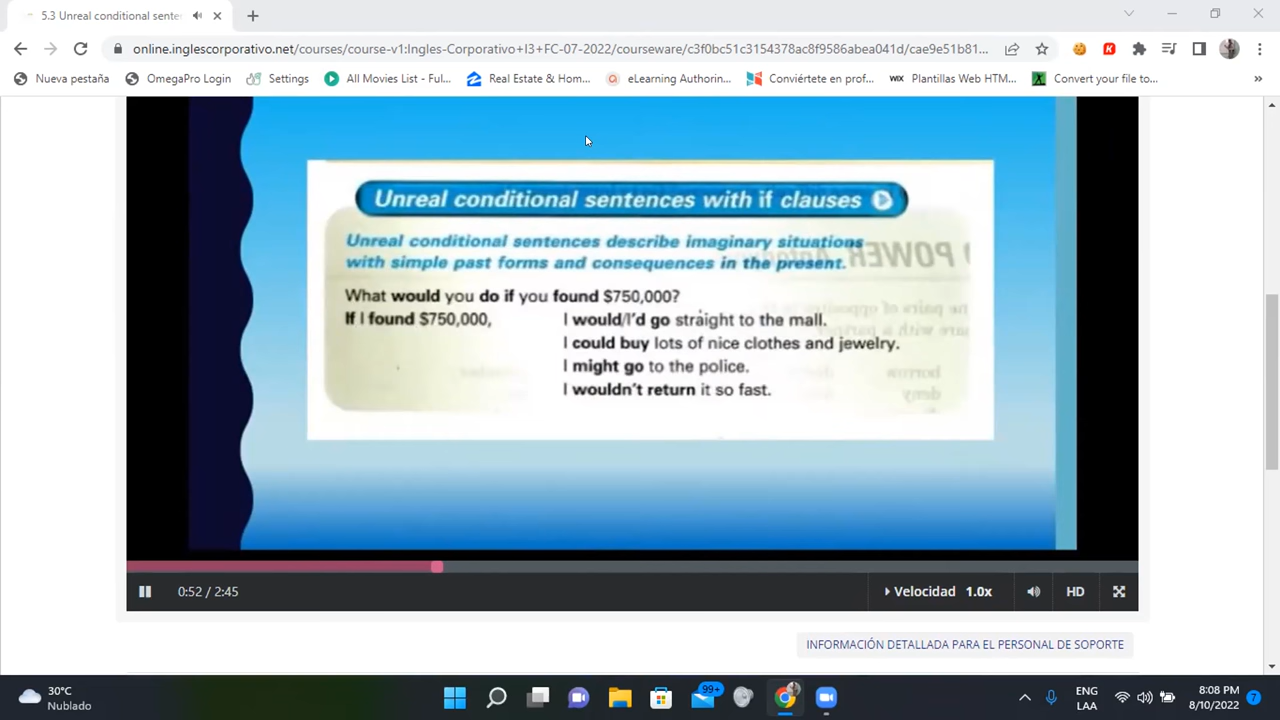 5.3 Unreal conditional sente
online.inglescorporativo.net/courses/course-v1:Ingles-Corporativo+I3+FC-07-2022/courseware/c3f0bc51c3154378ac8f9586abea041d/cae9e51b81...
Nueva pestaña OmegaPro Login Settings All Movies List - Ful... Real Estate & Hom... eLearning Authorin... Conviértete en prof... WIX Plantillas Web HTM... Convert your file to... »
Unreal conditional sentences with if clauses
Unreal conditional sentences describe imaginary situations
with simple past forms and consequences in the present.
What would you do if you found $750,000?
If I found $750,000, I would/I'd go straight to the mall.
I could buy lots of nice clothes and jewelry.
I might go to the police.
I wouldn't return it so fast.
0:52 / 2:45 Velocidad 1.0x HD
INFORMACIÓN DETALLADA PARA EL PERSONAL DE SOPORTE
30°C
Nublado
99+
ENG
LAA
8:08 PM
8/10/2022
7